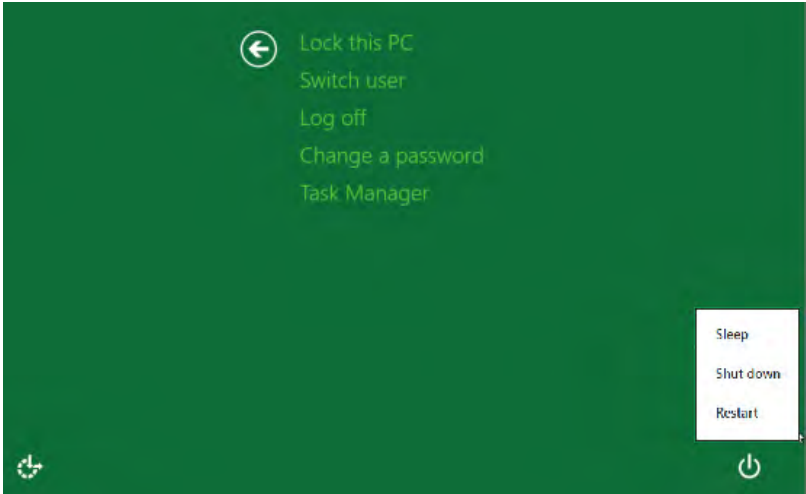 Lock this PC
Switch user
Log off
Change a password
Task Manager
Sleep
Shut down
Restart